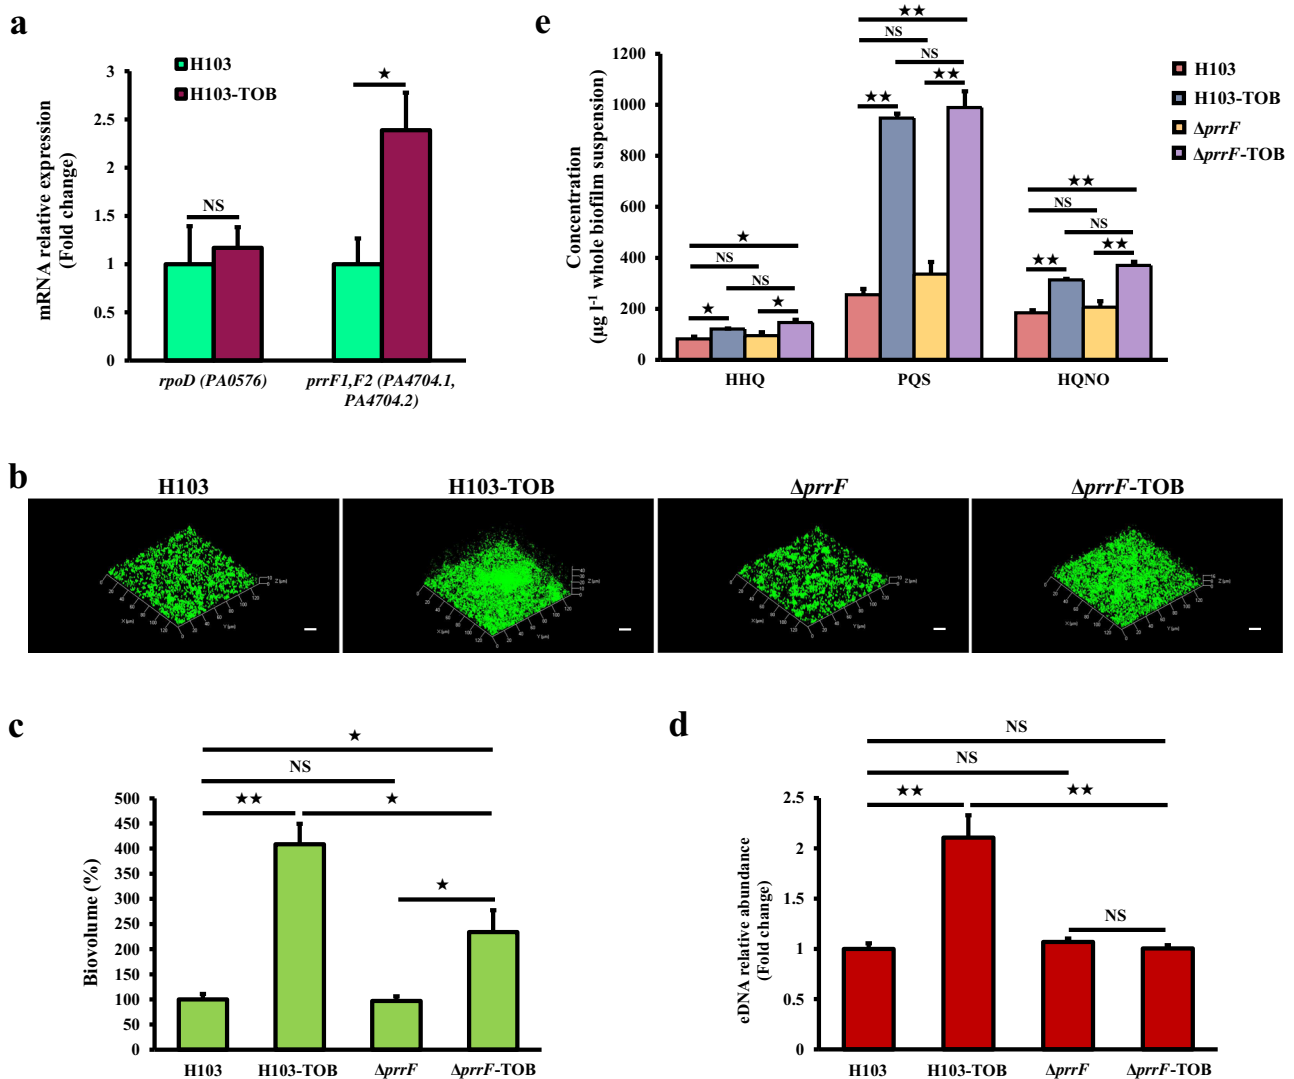 a
H103
H103-TOB
mRNA relative expression
(Fold change)
3
2.5
2
1.5
1
0.5
0
NS
★
rpoD (PA0576)
prrF1,F2 (PA4704.1,
PA4704.2)
e
Concentration
(µg l⁻¹ whole biofilm suspension)
1200
1000
800
600
400
200
0
★
NS
NS
★
★
★★
NS
NS
★★
★★
★★
NS
NS
★★
★★
HHQ
PQS
HQNO
H103
H103-TOB
ΔprrF
ΔprrF-TOB
b
H103
H103-TOB
ΔprrF
ΔprrF-TOB
c
Biovolume (%)
500
450
400
350
300
250
200
150
100
50
0
★
NS
★★
★
★
H103
H103-TOB
ΔprrF
ΔprrF-TOB
d
eDNA relative abundance
(Fold change)
2.5
2
1.5
1
0.5
0
NS
NS
★★
★★
NS
H103
H103-TOB
ΔprrF
ΔprrF-TOB